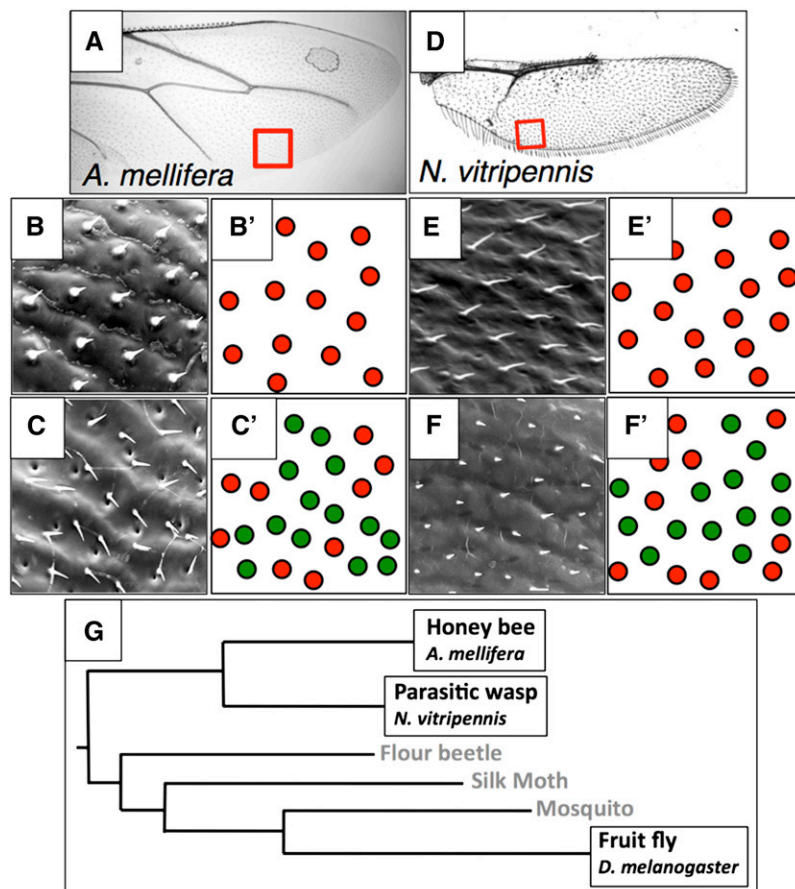 A
A. mellifera
D
N. vitripennis
B
B'
E
E'
C
C'
F
F'
G
Honey bee
A. mellifera
Parasitic wasp
N. vitripennis
Flour beetle
Silk Moth
Mosquito
Fruit fly
D. melanogaster